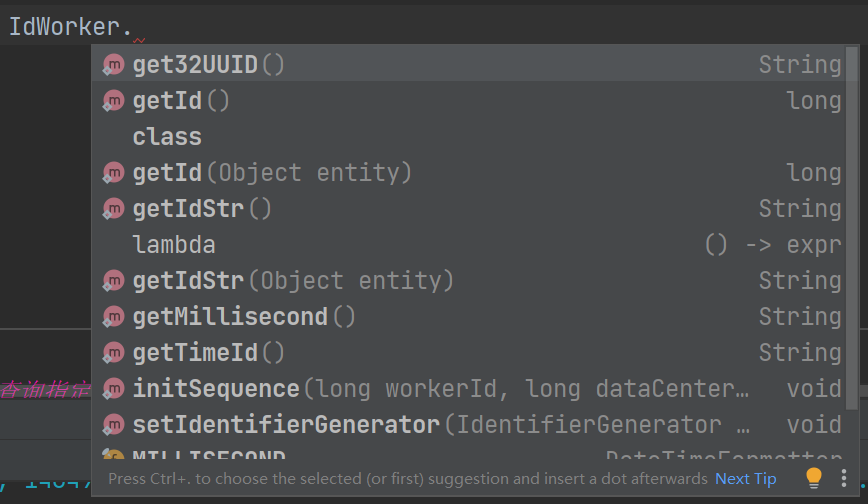 IdWorker.
get32UUID() String
getId() long
class
getId(Object entity) long
getIdStr() String
lambda () -> expr
getIdStr(Object entity) String
getMillisecond() String
getTimeId() String
initSequence(long workerId, long dataCenter… void
setIdentifierGenerator(IdentifierGenerator … void
MILLISECOND DateTimeFormatter
查询指定
Press Ctrl+. to choose the selected (or first) suggestion and insert a dot afterwards Next Tip